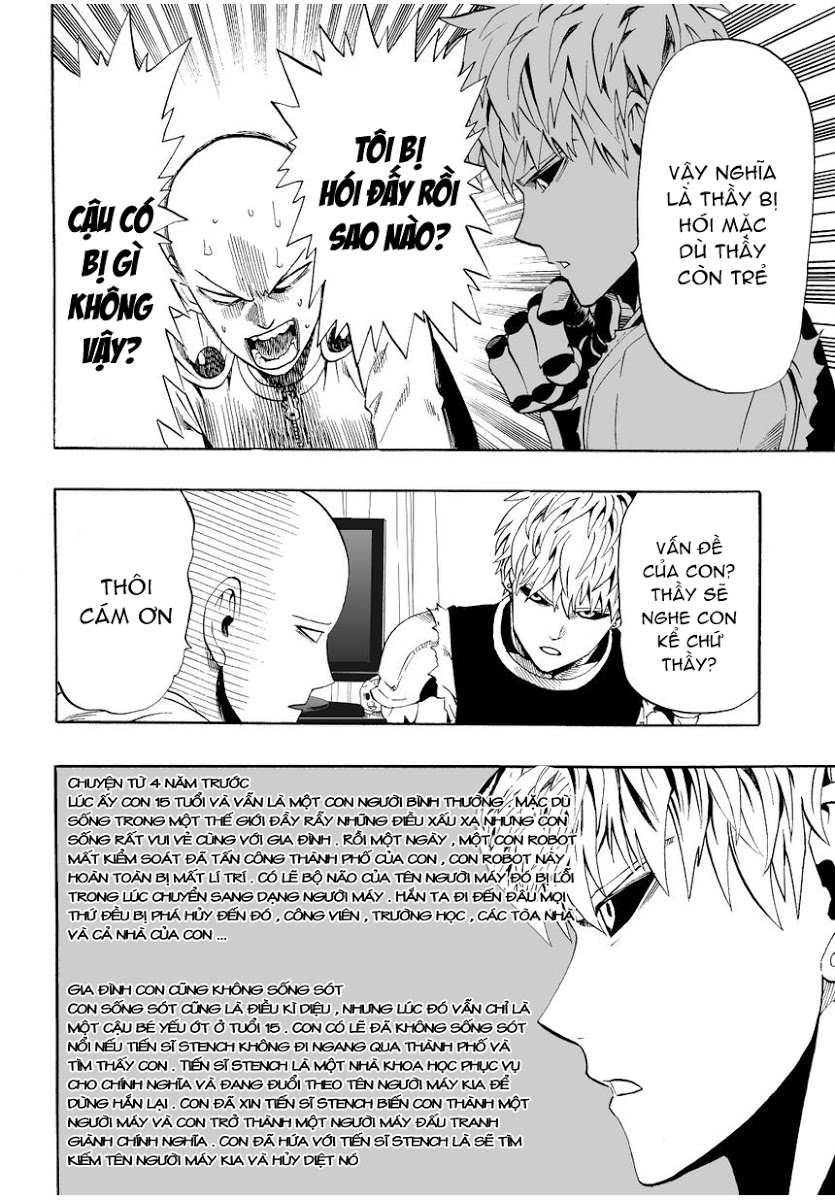 VẬY NGHĨA
LÀ THẦY BỊ
HÓI MẶC
DÙ THẦY
CÒN TRẺ
TÔI BỊ
HÓI ĐẤY RỒI
SAO NÀO?
CẬU CÓ
BỊ GÌ
KHÔNG
VẬY?
VẤN ĐỀ
CỦA CON?
THẦY SẼ
NGHE CON
KỂ CHỨ
THẦY?
THÔI
CÁM ƠN
CHUYỆN TỪ 4 NĂM TRƯỚC
LÚC ẤY CON 15 TUỔI VÀ VẪN LÀ MỘT CON NGƯỜI BÌNH THƯỜNG . MẶC DÙ
SỐNG TRONG MỘT THẾ GIỚI ĐẦY RẪY NHỮNG ĐIỀU XẤU XA NHƯNG CON
SỐNG RẤT VUI VẺ CÙNG VỚI GIA ĐÌNH . RỒI MỘT NGÀY , MỘT CON ROBOT
MẤT KIỂM SOÁT ĐÃ TẤN CÔNG THÀNH PHỐ CỦA CON , CON ROBOT NÀY
HOÀN TOÀN BỊ MẤT LÍ TRÍ . CÓ LẼ BỘ NÃO CỦA TÊN NGƯỜI MÁY ĐÓ BỊ LỖI
TRONG LÚC CHUYỂN SANG DẠNG NGƯỜI MÁY . HẮN TA ĐI ĐẾN ĐÂU MỌI
THỨ ĐỀU BỊ PHÁ HỦY ĐẾN ĐÓ , CÔNG VIÊN , TRƯỜNG HỌC , CÁC TÒA NHÀ
VÀ CẢ NHÀ CỦA CON ...
GIA ĐÌNH CON CŨNG KHÔNG SỐNG SÓT
CON SỐNG SÓT CŨNG LÀ ĐIỀU KÌ DIỆU , NHƯNG LÚC ĐÓ VẪN CHỈ LÀ
MỘT CẬU BÉ YẾU ỚT Ở TUỔI 15 . CON CÓ LẼ ĐÃ KHÔNG SỐNG SÓT
NỔI NẾU TIẾN SĨ STENCH KHÔNG ĐI NGANG QUA THÀNH PHỐ VÀ
TÌM THẤY CON . TIẾN SĨ STENCH LÀ MỘT NHÀ KHOA HỌC PHỤC VỤ
CHO CHÍNH NGHĨA VÀ ĐANG ĐUỔI THEO TÊN NGƯỜI MÁY KIA ĐỂ
DỪNG HẮN LẠI . CON ĐÃ XIN TIẾN SĨ STENCH BIẾN CON THÀNH MỘT
NGƯỜI MÁY VÀ CON TRỞ THÀNH MỘT NGƯỜI MÁY ĐẤU TRANH
GIÀNH CHÍNH NGHĨA . CON ĐÃ HỨA VỚI TIẾN SĨ STENCH LÀ SẼ TÌM
KIẾM TÊN NGƯỜI MÁY KIA VÀ HỦY DIỆT NÓ